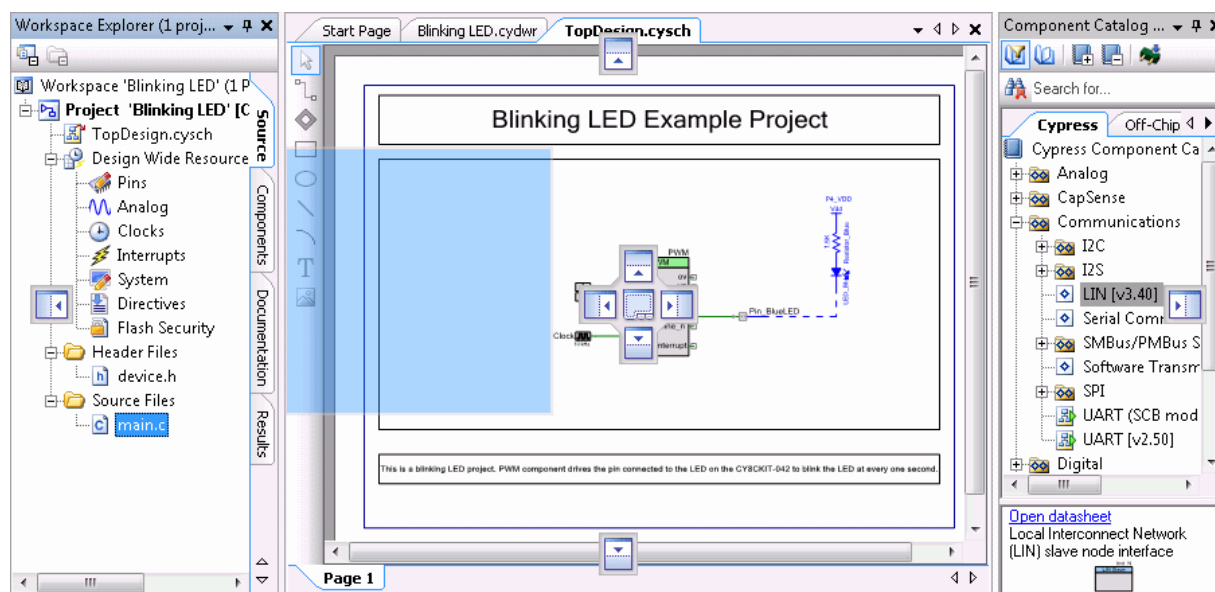 Workspace Explorer (1 proj...
Workspace 'Blinking LED' (1 P
Project 'Blinking LED' [C
TopDesign.cysch
Design Wide Resource
Pins
Analog
Clocks
Interrupts
System
Directives
Flash Security
Header Files
device.h
Source Files
main.c
Source
Components
Documentation
Results
Start Page
Blinking LED.cydwr
TopDesign.cysch
Blinking LED Example Project
P4_VDD
Vdd
Resistor_Blue
PWM
ov
Pin_BlueLED
Clock
interrupt
This is a blinking LED project. PWM component drives the pin connected to the LED on the CY8CKIT-042 to blink the LED at every one second.
Page 1
Component Catalog ...
Search for...
Cypress
Off-Chip
Cypress Component Ca
Analog
CapSense
Communications
I2C
I2S
LIN [v3.40]
Serial Comm
SMBus/PMBus S
Software Transm
SPI
UART (SCB mod
UART [v2.50]
Digital
Open datasheet
Local Interconnect Network
(LIN) slave node interface